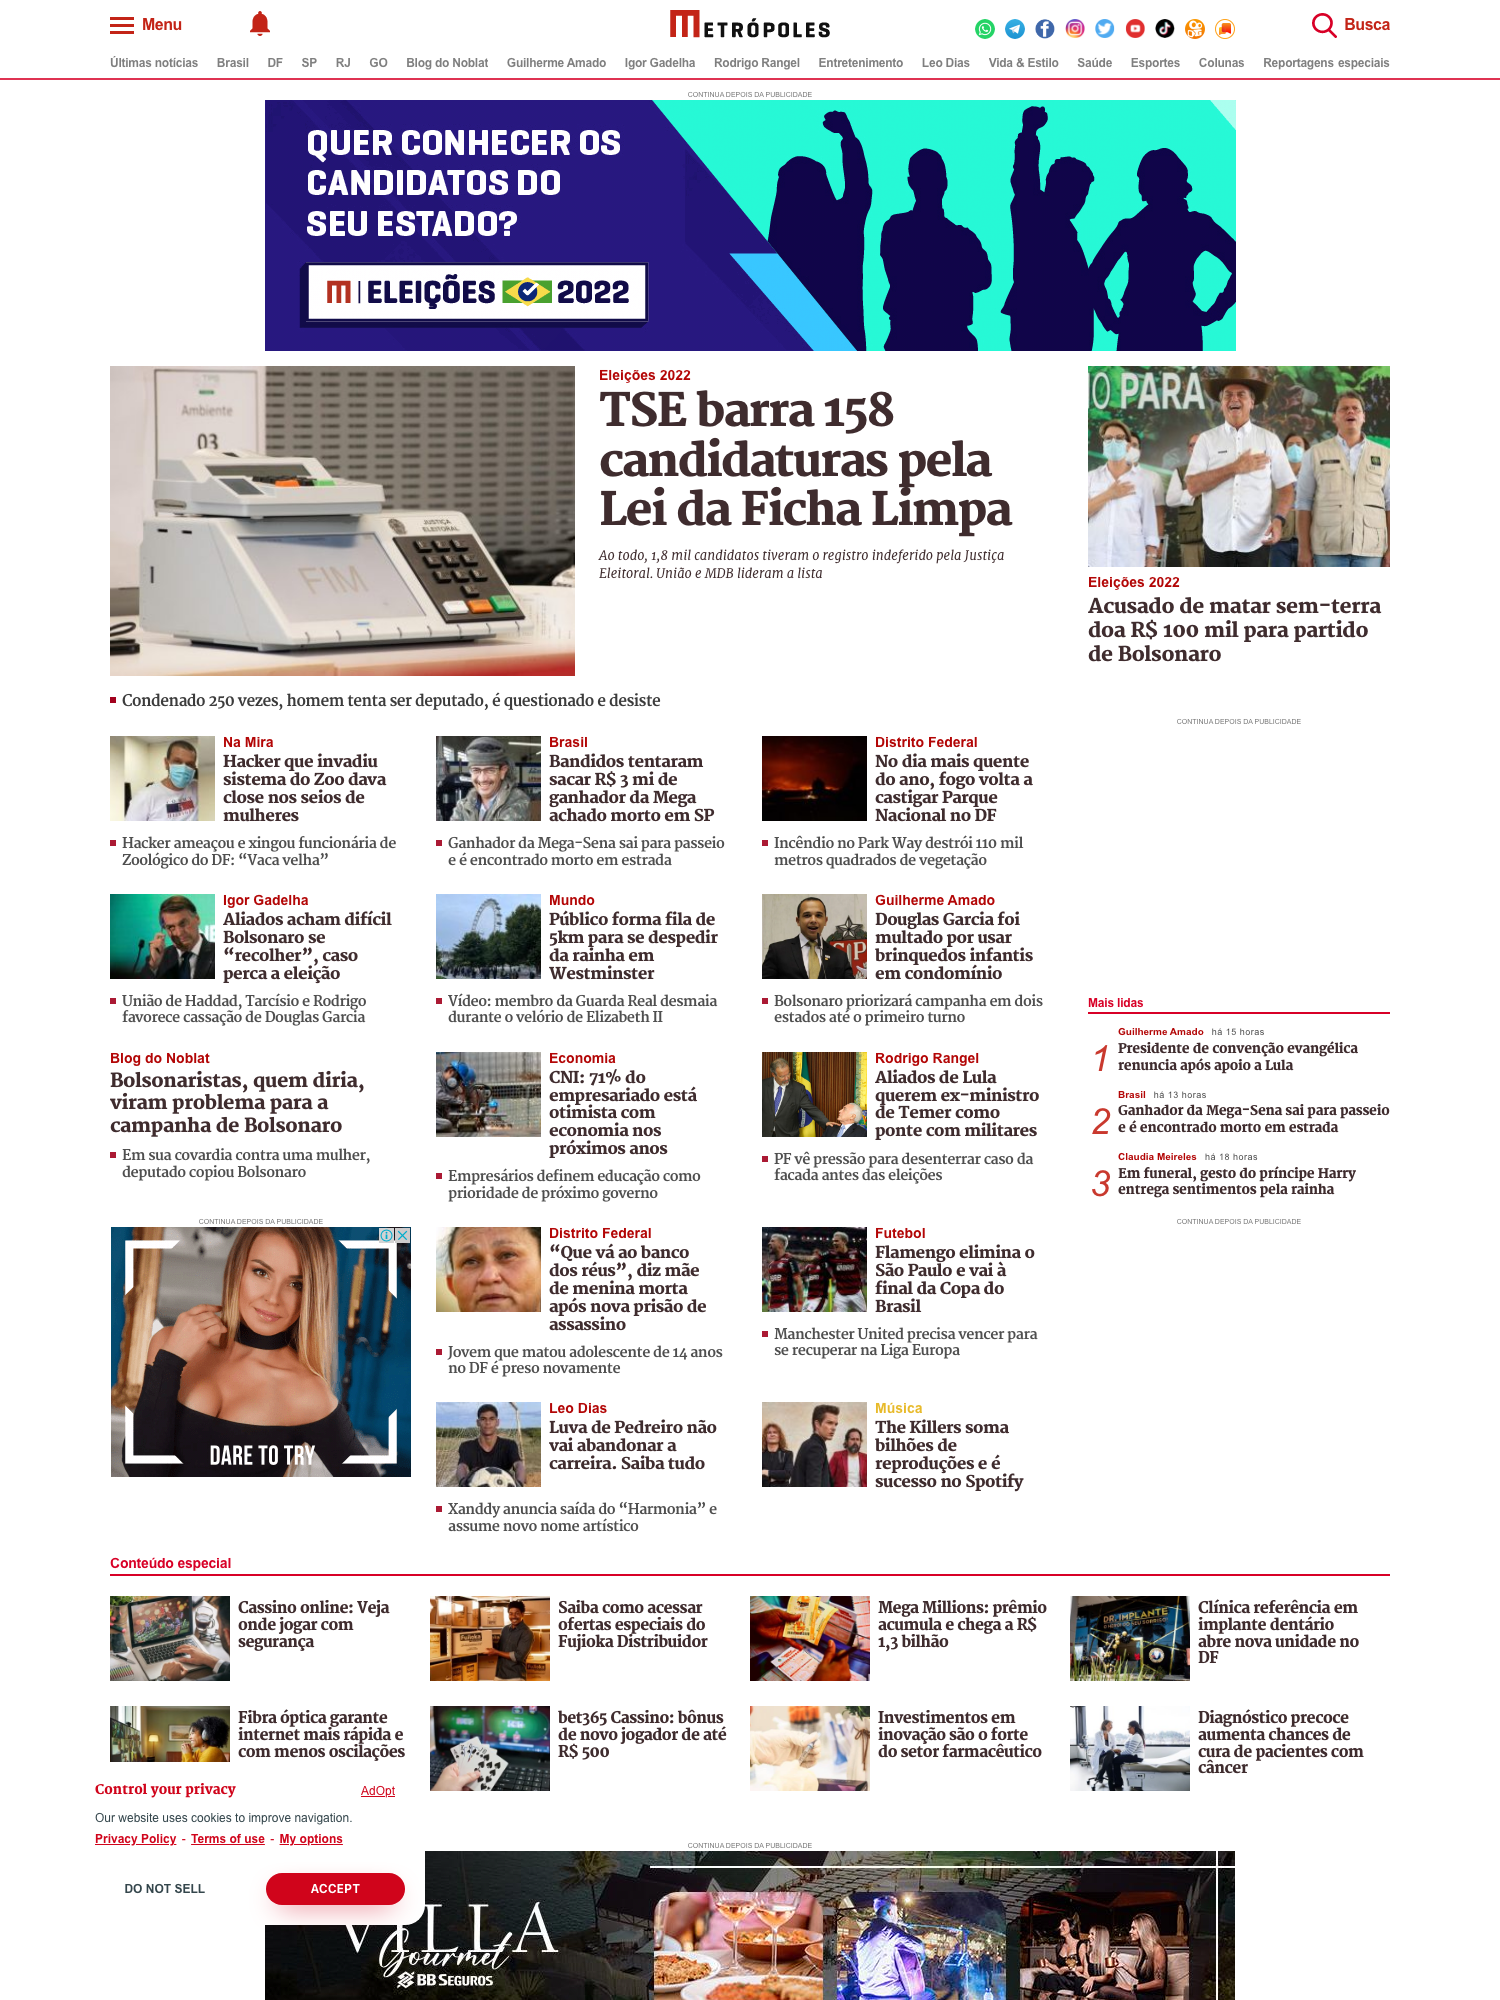 Menu
METRÓPOLES
Busca
Últimas notícias Brasil DF SP RJ GO Blog do Noblat Guilherme Amado Igor Gadelha Rodrigo Rangel Entretenimento Leo Dias Vida & Estilo Saúde Esportes Colunas Reportagens especiais
CONTINUA DEPOIS DA PUBLICIDADE
QUER CONHECER OS
CANDIDATOS DO
SEU ESTADO?
M | ELEIÇÕES 2022
Ambiente
03
JUSTIÇA
ELEITORAL
FIM
Eleições 2022
TSE barra 158
candidaturas pela
Lei da Ficha Limpa
Ao todo, 1,8 mil candidatos tiveram o registro indeferido pela Justiça
Eleitoral. União e MDB lideram a lista
Condenado 250 vezes, homem tenta ser deputado, é questionado e desiste
O PARÁ
Eleições 2022
Acusado de matar sem-terra
doa R$ 100 mil para partido
de Bolsonaro
CONTINUA DEPOIS DA PUBLICIDADE
Na Mira
Hacker que invadiu
sistema do Zoo dava
close nos seios de
mulheres
Hacker ameaçou e xingou funcionária de
Zoológico do DF: “Vaca velha”
Brasil
Bandidos tentaram
sacar R$ 3 mi de
ganhador da Mega
achado morto em SP
Ganhador da Mega-Sena sai para passeio
e é encontrado morto em estrada
Distrito Federal
No dia mais quente
do ano, fogo volta a
castigar Parque
Nacional no DF
Incêndio no Park Way destrói 110 mil
metros quadrados de vegetação
Igor Gadelha
Aliados acham difícil
Bolsonaro se
“recolher”, caso
perca a eleição
União de Haddad, Tarcísio e Rodrigo
favorece cassação de Douglas Garcia
Mundo
Público forma fila de
5km para se despedir
da rainha em
Westminster
Vídeo: membro da Guarda Real desmaia
durante o velório de Elizabeth II
Guilherme Amado
Douglas Garcia foi
multado por usar
brinquedos infantis
em condomínio
Bolsonaro priorizará campanha em dois
estados até o primeiro turno
Blog do Noblat
Bolsonaristas, quem diria,
viram problema para a
campanha de Bolsonaro
Em sua covardia contra uma mulher,
deputado copiou Bolsonaro
Economia
CNI: 71% do
empresariado está
otimista com
economia nos
próximos anos
Empresários definem educação como
prioridade de próximo governo
Rodrigo Rangel
Aliados de Lula
querem ex-ministro
de Temer como
ponte com militares
PF vê pressão para desenterrar caso da
facada antes das eleições
Mais lidas
1
Guilherme Amado há 15 horas
Presidente de convenção evangélica
renuncia após apoio a Lula
2
Brasil há 13 horas
Ganhador da Mega-Sena sai para passeio
e é encontrado morto em estrada
3
Claudia Meireles há 18 horas
Em funeral, gesto do príncipe Harry
entrega sentimentos pela rainha
CONTINUA DEPOIS DA PUBLICIDADE
CONTINUA DEPOIS DA PUBLICIDADE
DARE TO TRY
Distrito Federal
“Que vá ao banco
dos réus”, diz mãe
de menina morta
após nova prisão de
assassino
Jovem que matou adolescente de 14 anos
no DF é preso novamente
Futebol
Flamengo elimina o
São Paulo e vai à
final da Copa do
Brasil
Manchester United precisa vencer para
se recuperar na Liga Europa
Leo Dias
Luva de Pedreiro não
vai abandonar a
carreira. Saiba tudo
Xanddy anuncia saída do “Harmonia” e
assume novo nome artístico
Música
The Killers soma
bilhões de
reproduções e é
sucesso no Spotify
Conteúdo especial
Cassino online: Veja
onde jogar com
segurança
Saiba como acessar
ofertas especiais do
Fujioka Distribuidor
Mega Millions: prêmio
acumula e chega a R$
1,3 bilhão
DR. IMPLANTE
Clínica referência em
implante dentário
abre nova unidade no
DF
Fibra óptica garante
internet mais rápida e
com menos oscilações
bet365 Cassino: bônus
de novo jogador de até
R$ 500
Investimentos em
inovação são o forte
do setor farmacêutico
Diagnóstico precoce
aumenta chances de
cura de pacientes com
câncer
Control your privacy
AdOpt
Our website uses cookies to improve navigation.
Privacy Policy - Terms of use - My options
DO NOT SELL
ACCEPT
CONTINUA DEPOIS DA PUBLICIDADE
VILLA
Gourmet
BB SEGUROS